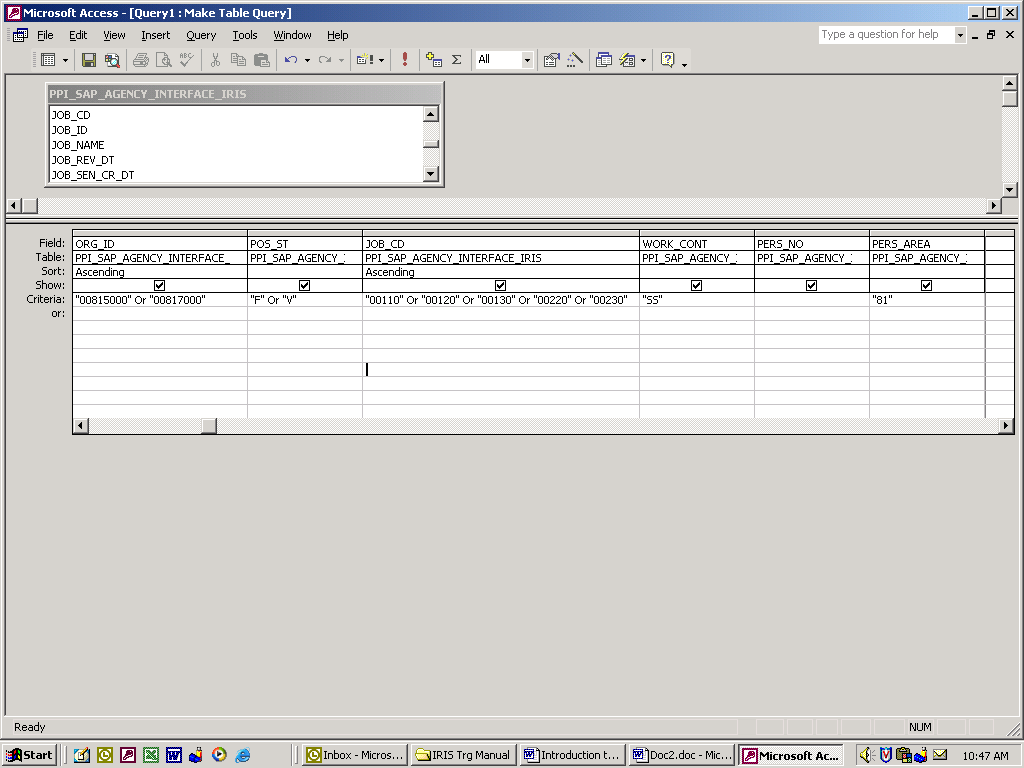 Microsoft Access - [Query1 : Make Table Query]
File Edit View Insert Query Tools Window Help Type a question for help
All
PPI_SAP_AGENCY_INTERFACE_IRIS
JOB_CD
JOB_ID
JOB_NAME
JOB_REV_DT
JOB_SEN_CR_DT
Field: ORG_ID POS_ST JOB_CD WORK_CONT PERS_NO PERS_AREA
Table: PPI_SAP_AGENCY_INTERFACE_ PPI_SAP_AGENCY_ PPI_SAP_AGENCY_INTERFACE_IRIS PPI_SAP_AGENCY_ PPI_SAP_AGENCY_ PPI_SAP_AGENCY_
Sort: Ascending Ascending
Show:
Criteria: "00815000" Or "00817000" "F" Or "V" "00110" Or "00120" Or "00130" Or "00220" Or "00230" "SS" "81"
or:
Ready NUM
Start Inbox - Micros... IRIS Trg Manual Introduction t... Doc2.doc - Mic... Microsoft Ac... 10:47 AM